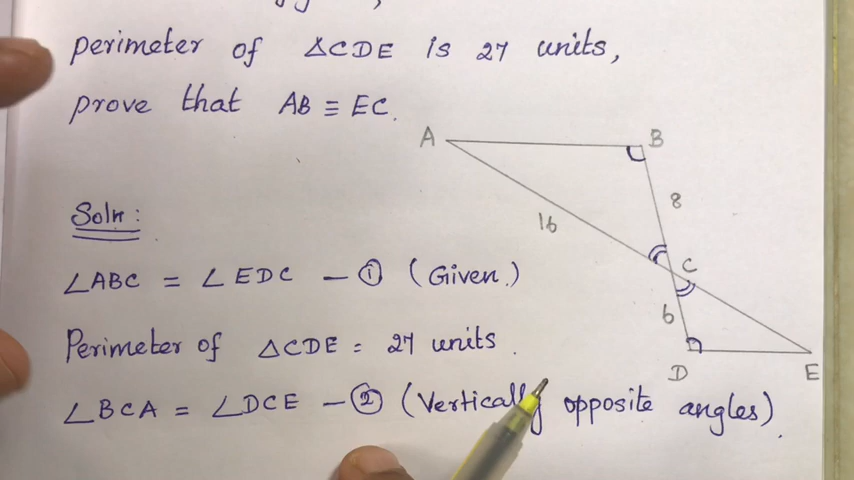 perimeter of △CDE is 27 units,
prove that AB ≡ EC.
A
B
8
16
C
6
D
E
Soln:
∠ABC = ∠EDC — ① (Given.)
Perimeter of △CDE = 27 units.
∠BCA = ∠DCE — ② (Vertically opposite angles).